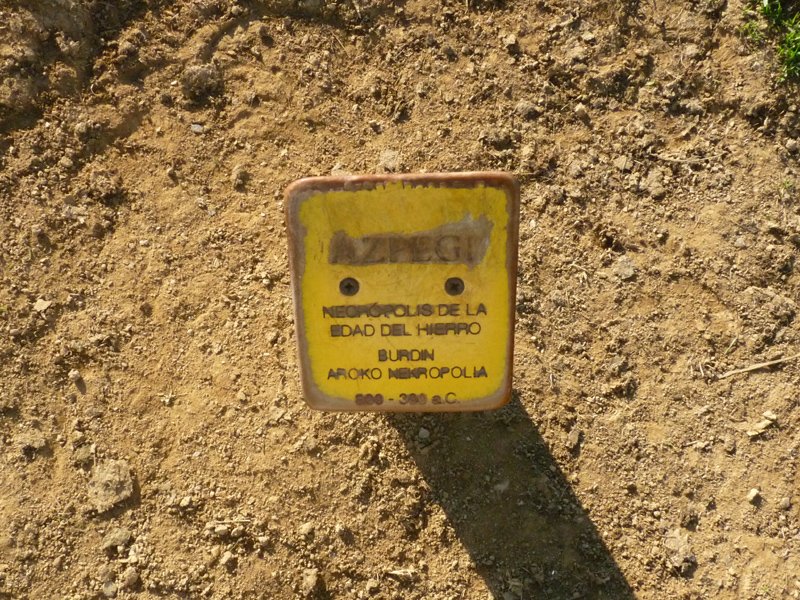 AZPEGI
NECRÓPOLIS DE LA
EDAD DEL HIERRO
BURDIN
AROKO NEKROPOLIA
a.C.